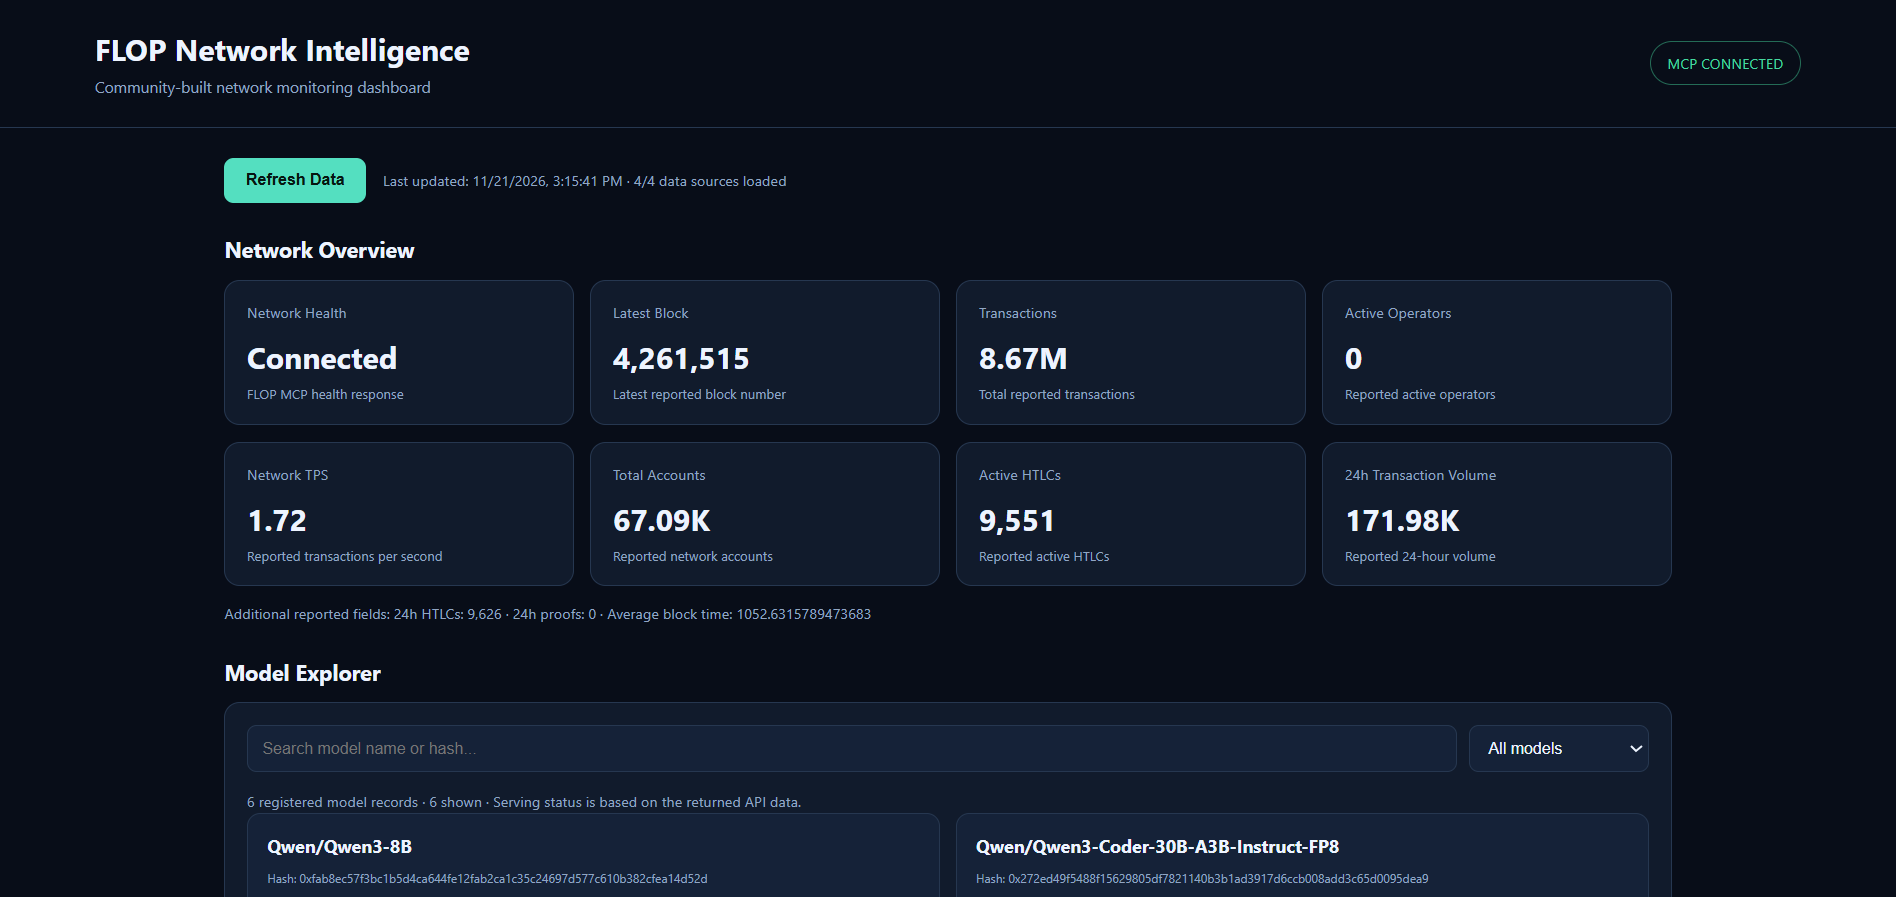 FLOP Network Intelligence
Community-built network monitoring dashboard
MCP CONNECTED
Refresh Data
Last updated: 11/21/2026, 3:15:41 PM · 4/4 data sources loaded
Network Overview
Network Health
Connected
FLOP MCP health response
Latest Block
4,261,515
Latest reported block number
Transactions
8.67M
Total reported transactions
Active Operators
0
Reported active operators
Network TPS
1.72
Reported transactions per second
Total Accounts
67.09K
Reported network accounts
Active HTLCs
9,551
Reported active HTLCs
24h Transaction Volume
171.98K
Reported 24-hour volume
Additional reported fields: 24h HTLCs: 9,626 · 24h proofs: 0 · Average block time: 1052.6315789473683
Model Explorer
Search model name or hash...
All models
6 registered model records · 6 shown · Serving status is based on the returned API data.
Qwen/Qwen3-8B
Hash: 0xfab8ec57f3bc1b5d4ca644fe12fab2ca1c35c24697d577c610b382cfea14d52d
Qwen/Qwen3-Coder-30B-A3B-Instruct-FP8
Hash: 0x272ed49f5488f15629805df7821140b3b1ad3917d6ccb008add3c65d0095dea9